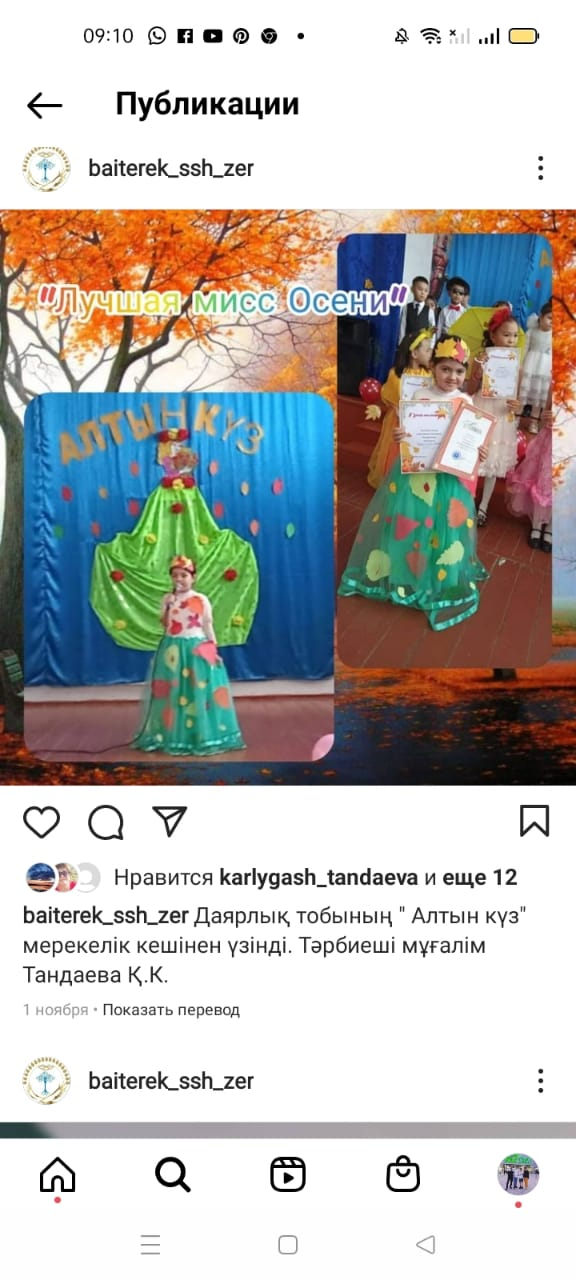 09:10
Публикации
baiterek_ssh_zer
"Лучшая мисс Осени"
АЛТЫН КҮЗ
Нравится karlygash_tandaeva и еще 12
baiterek_ssh_zer Даярлық тобының " Алтын күз"
мерекелік кешінен үзінді. Тәрбиеші мұғалім
Тандаева Қ.К.
1 ноября • Показать перевод
baiterek_ssh_zer